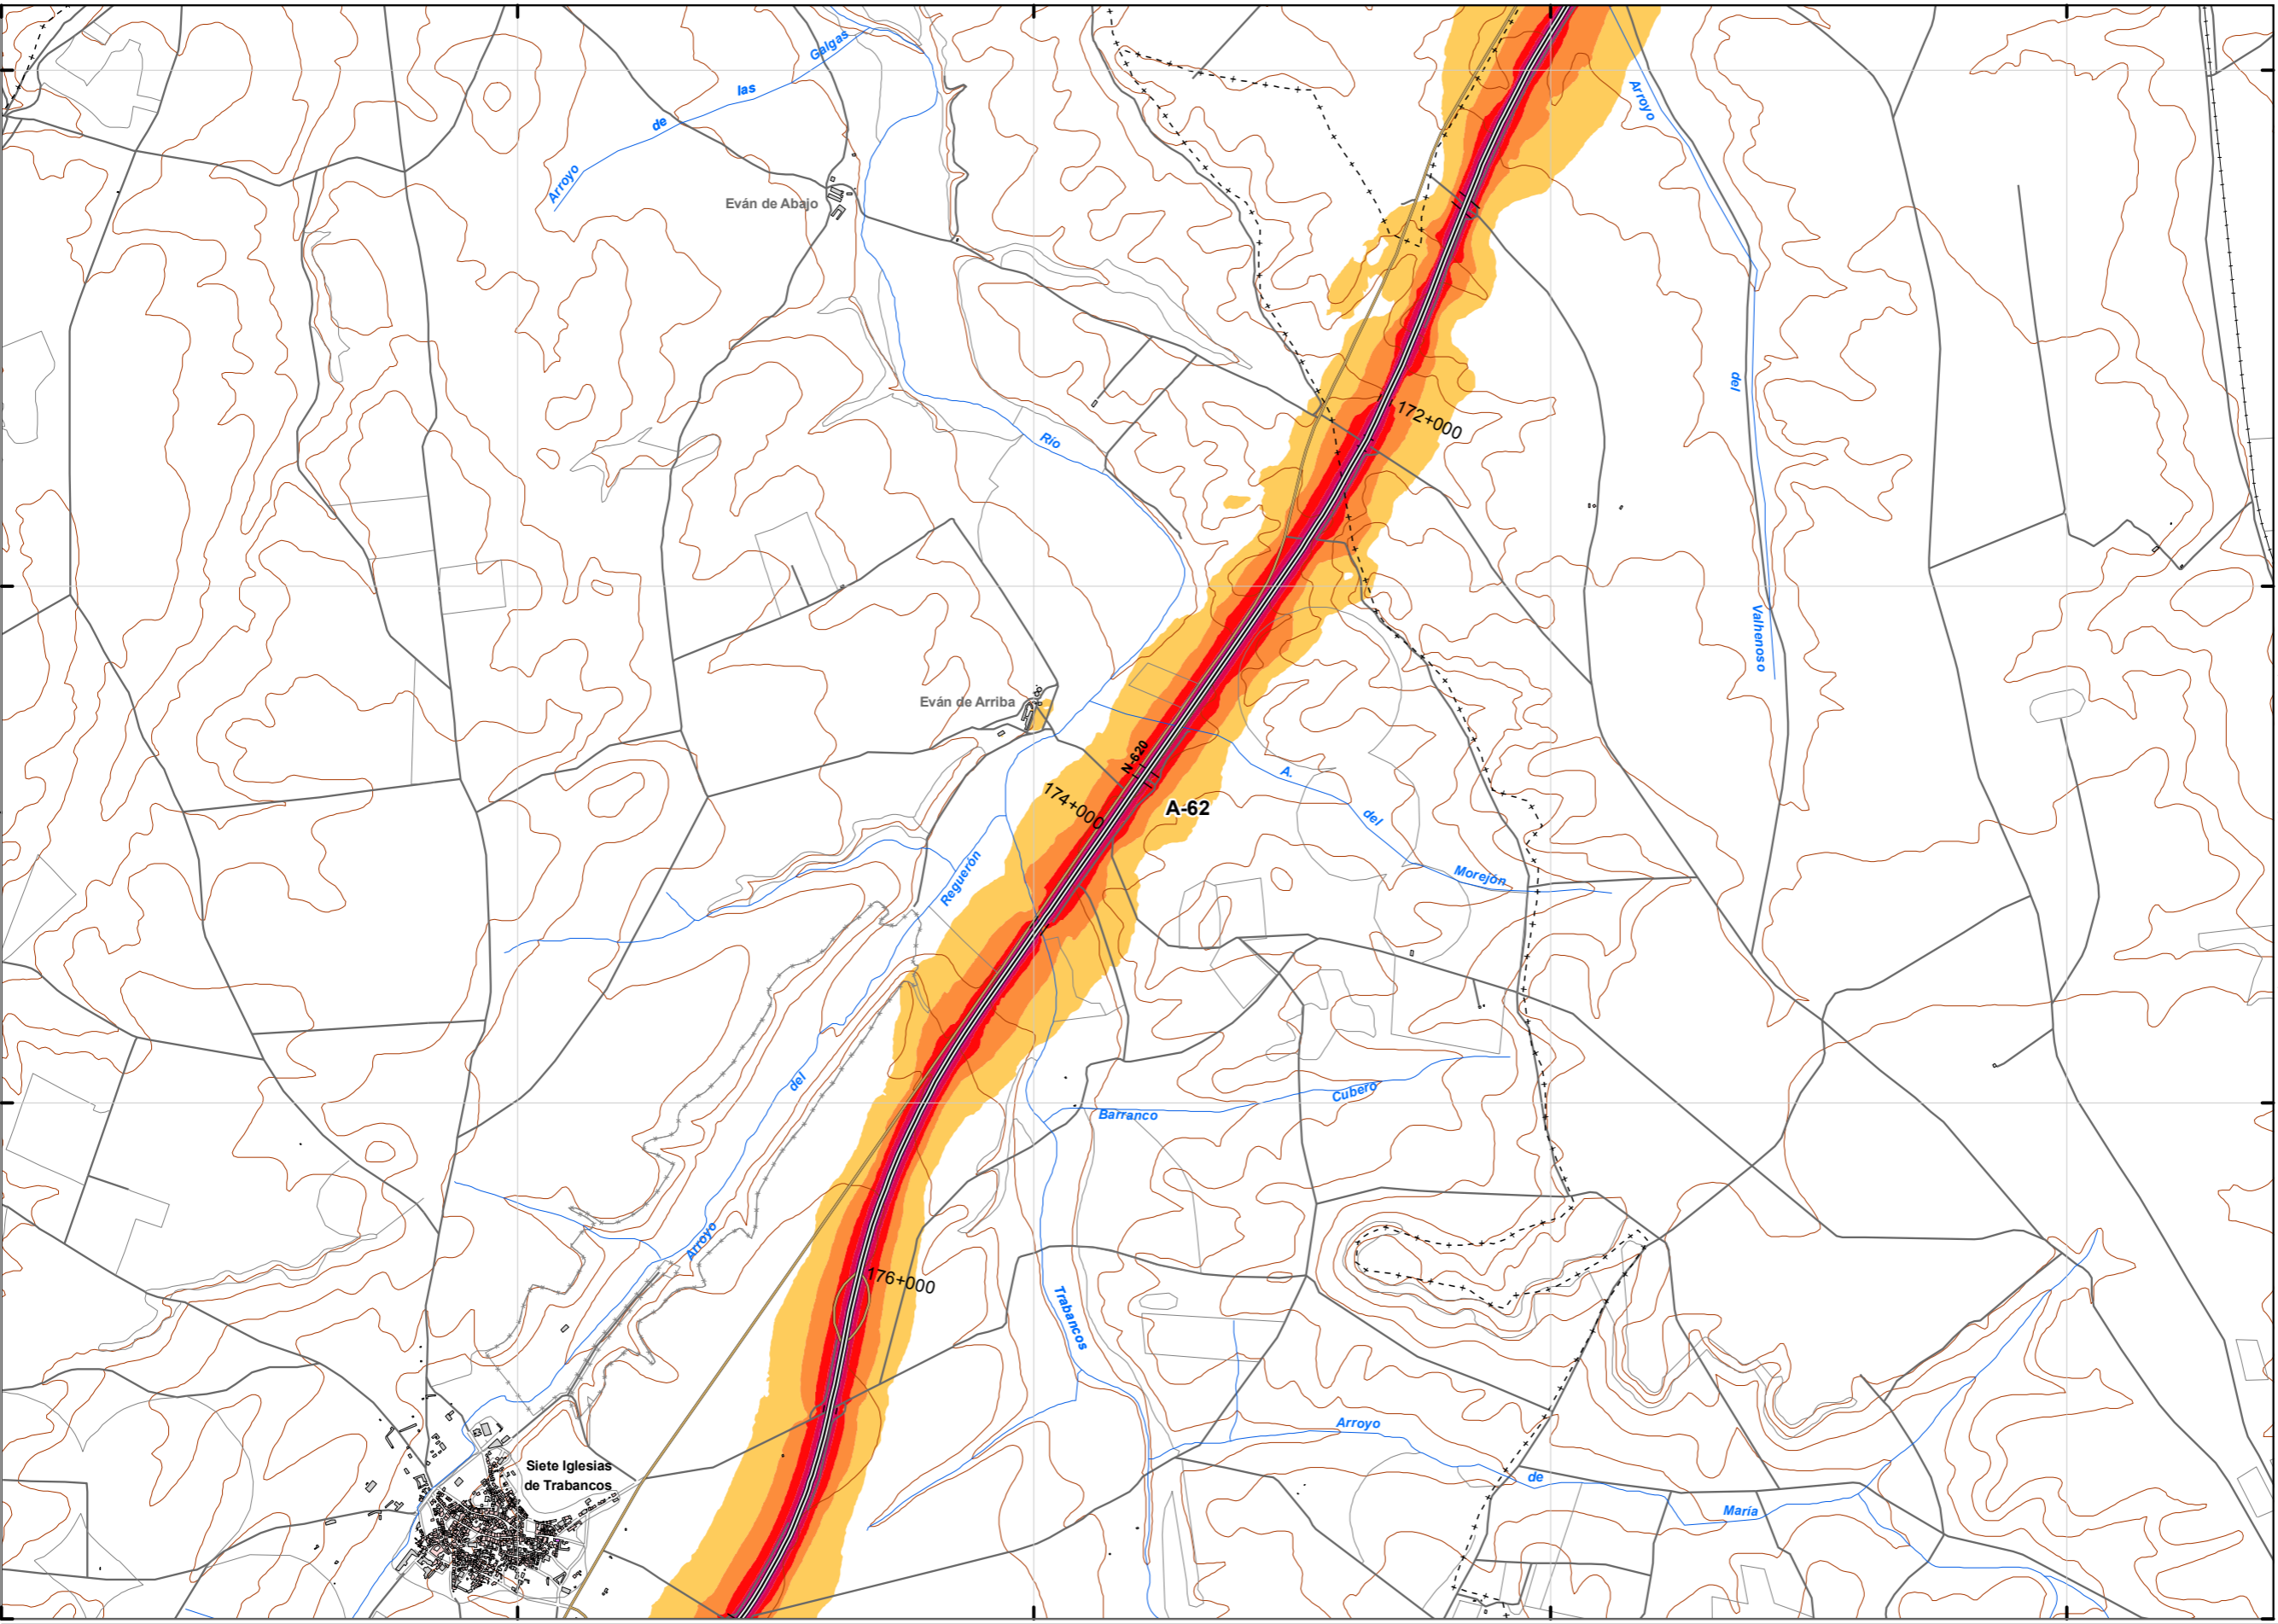 Arroyo de las Galgas
Arroyo
Eván de Abajo
del
172+000
Río
Valhenoso
Eván de Arriba
N-620
174+000
A-62
A. del Morejón
Reguerón
del
Barranco Cubero
Arroyo
176+000
Trabancos
Arroyo de María
Siete Iglesias
de Trabancos